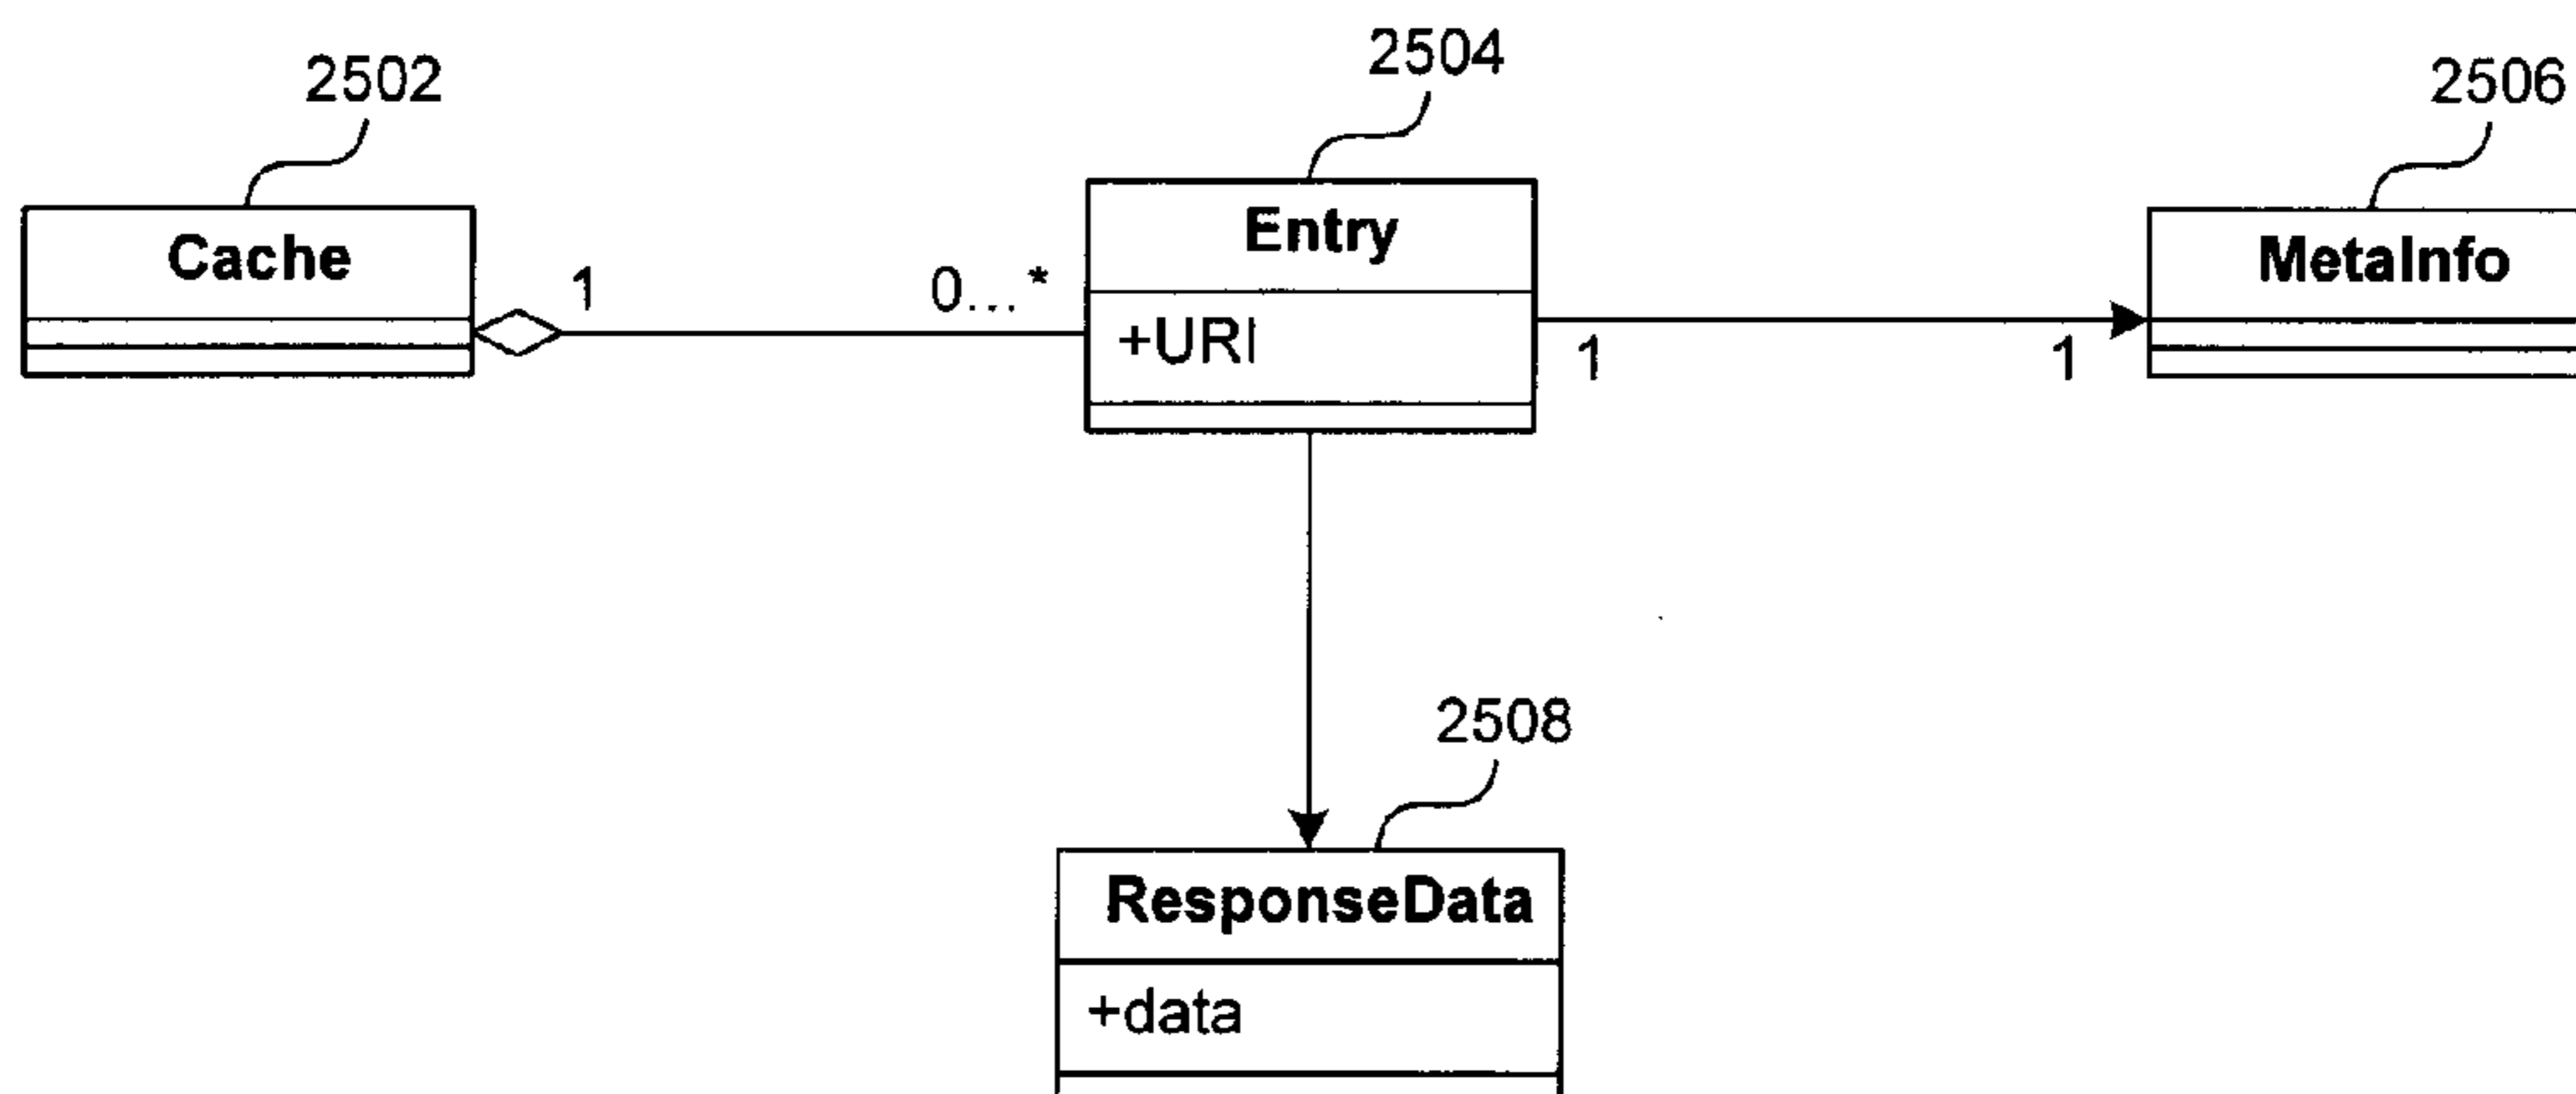 2502
2504
2506
Cache
1
0...*
Entry
+URI
1
1
MetaInfo
2508
ResponseData
+data